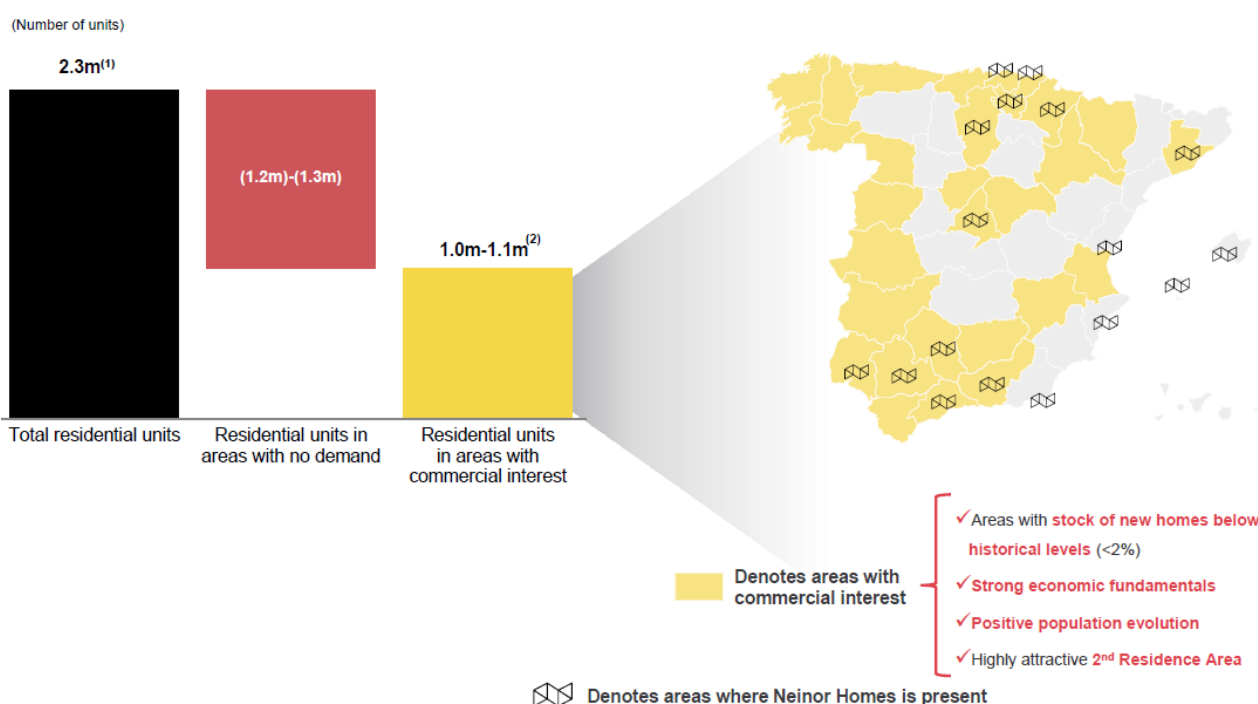 (Number of units)
2.3m(1)
(1.2m)-(1.3m)
1.0m-1.1m(2)
Total residential units
Residential units in
areas with no demand
Residential units
in areas with
commercial interest
Denotes areas with
commercial interest
✓Areas with stock of new homes below
historical levels (<2%)
✓Strong economic fundamentals
✓Positive population evolution
✓Highly attractive 2nd Residence Area
Denotes areas where Neinor Homes is present